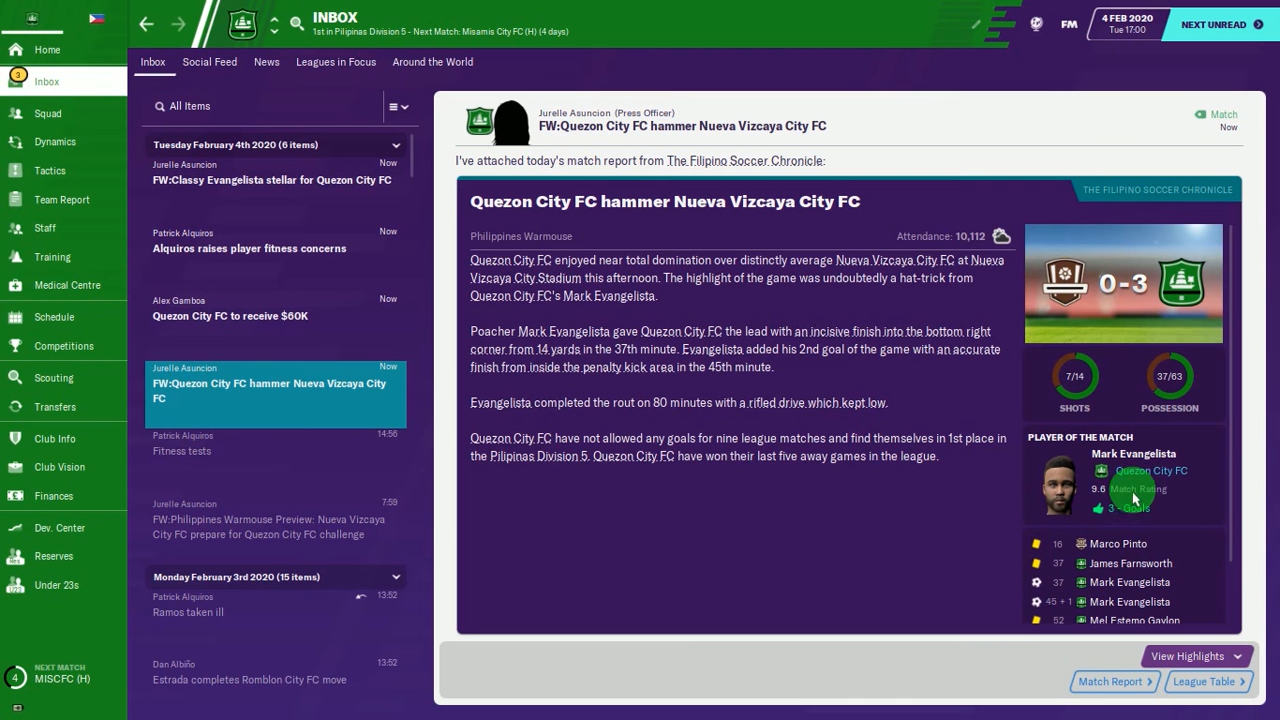 INBOX
1st in Pilipinas Division 5 - Next Match: Misamis City FC (H) (4 days)
FM
4 FEB 2020
Tue 17:00
NEXT UNREAD
Home
3
Inbox
Squad
Dynamics
Tactics
Team Report
Staff
Training
Medical Centre
Schedule
Competitions
Scouting
Transfers
Club Info
Club Vision
Finances
Dev. Center
Reserves
Under 23s
4
NEXT MATCH
MISCFC (H)
Inbox
Social Feed
News
Leagues in Focus
Around the World
All Items
Tuesday February 4th 2020 (6 items)
Jurelle Asuncion
Now
FW:Classy Evangelista stellar for Quezon City FC
Patrick Alquiros
Now
Alquiros raises player fitness concerns
Alex Gamboa
Now
Quezon City FC to receive $60K
Jurelle Asuncion
Now
FW:Quezon City FC hammer Nueva Vizcaya City
FC
Patrick Alquiros
14:56
Fitness tests
Jurelle Asuncion
7:59
FW:Philippines Warmouse Preview: Nueva Vizcaya
City FC prepare for Quezon City FC challenge
Monday February 3rd 2020 (15 items)
Patrick Alquiros
13:52
Ramos taken ill
Dan Albiño
13:52
Estrada completes Romblon City FC move
Jurelle Asuncion (Press Officer)
FW:Quezon City FC hammer Nueva Vizcaya City FC
Match
Now
I've attached today's match report from The Filipino Soccer Chronicle:
THE FILIPINO SOCCER CHRONICLE
Quezon City FC hammer Nueva Vizcaya City FC
Philippines Warmouse
Attendance: 10,112
Quezon City FC enjoyed near total domination over distinctly average Nueva Vizcaya City FC at Nueva
Vizcaya City Stadium this afternoon. The highlight of the game was undoubtedly a hat-trick from
Quezon City FC's Mark Evangelista.
Poacher Mark Evangelista gave Quezon City FC the lead with an incisive finish into the bottom right
corner from 14 yards in the 37th minute. Evangelista added his 2nd goal of the game with an accurate
finish from inside the penalty kick area in the 45th minute.
Evangelista completed the rout on 80 minutes with a rifled drive which kept low.
Quezon City FC have not allowed any goals for nine league matches and find themselves in 1st place in
the Pilipinas Division 5. Quezon City FC have won their last five away games in the league.
0-3
7/14
SHOTS
37/63
POSSESSION
PLAYER OF THE MATCH
Mark Evangelista
Quezon City FC
9.6 Match Rating
3 - Goals
16 Marco Pinto
37 James Farnsworth
37 Mark Evangelista
45 + 1 Mark Evangelista
52 Mel Estemo Gaylon
View Highlights
Match Report
League Table